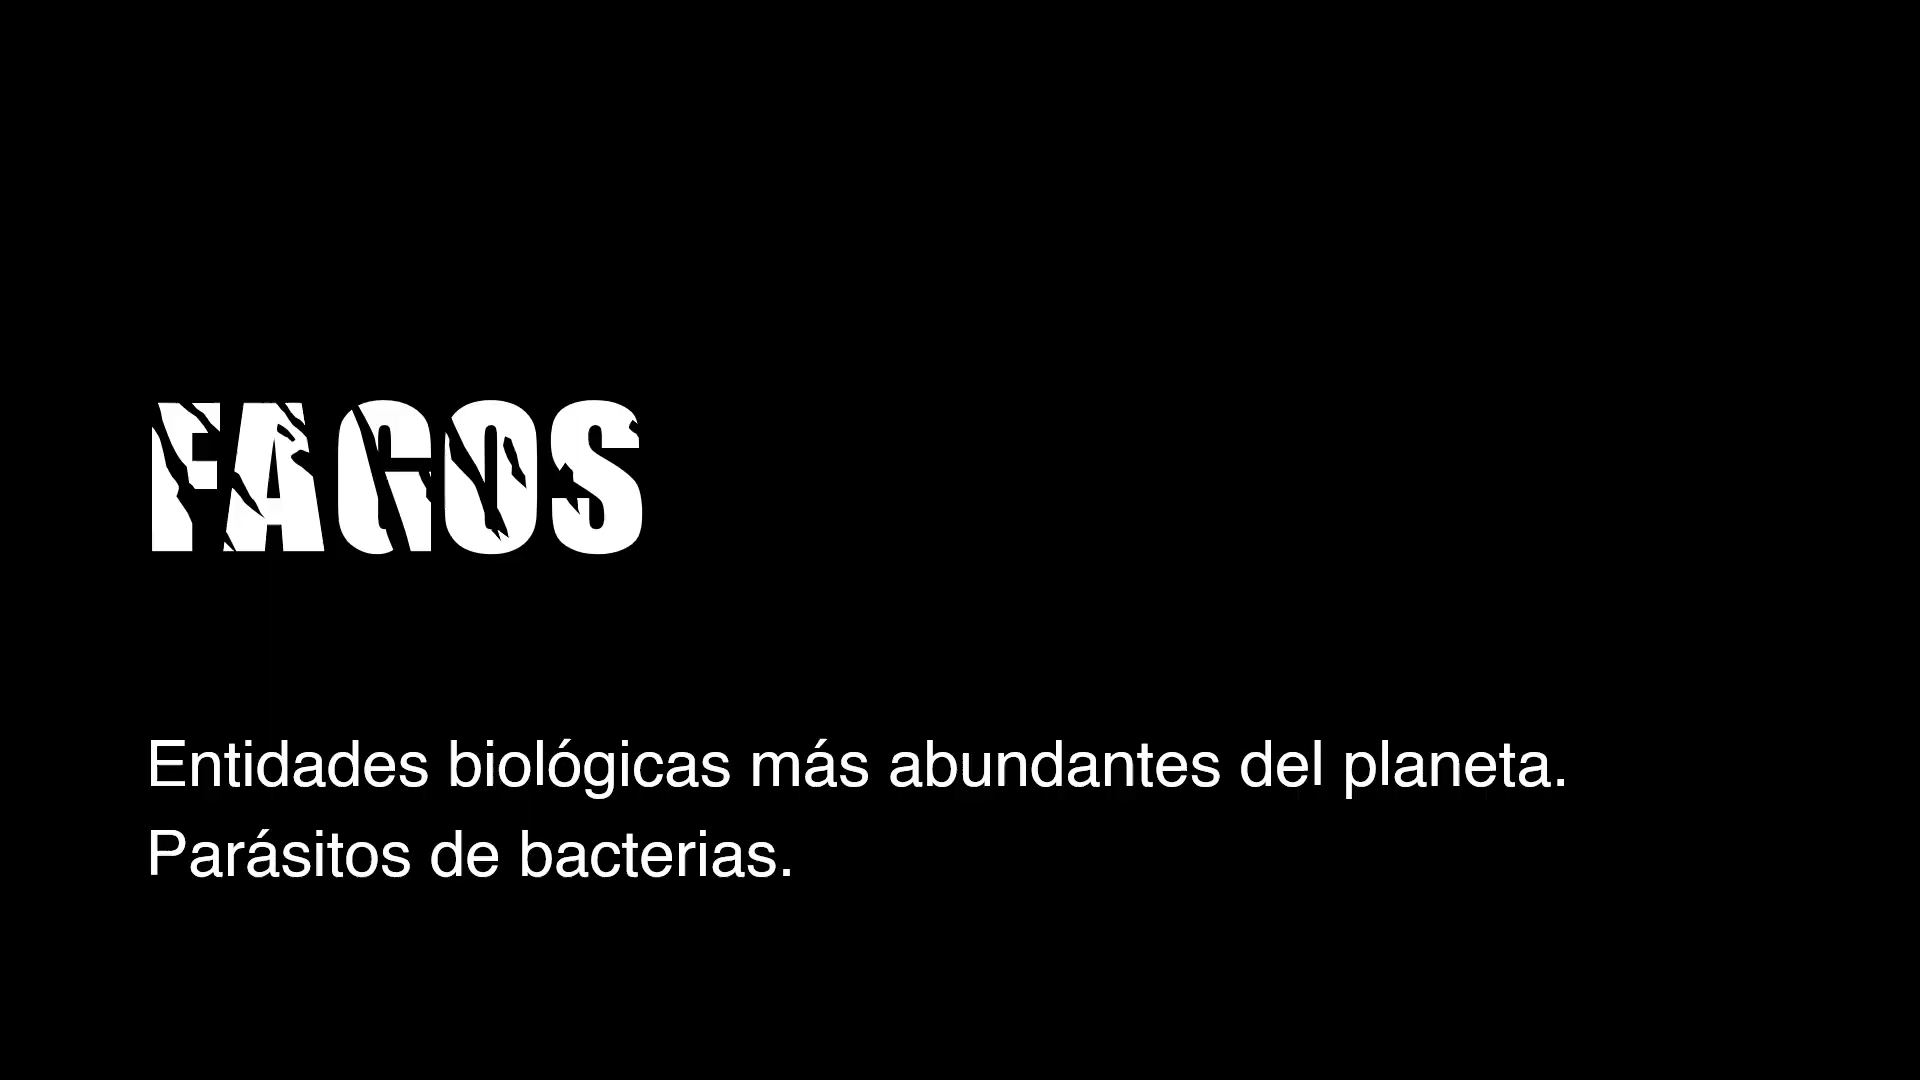 FAGOS
Entidades biológicas más abundantes del planeta.
Parásitos de bacterias.